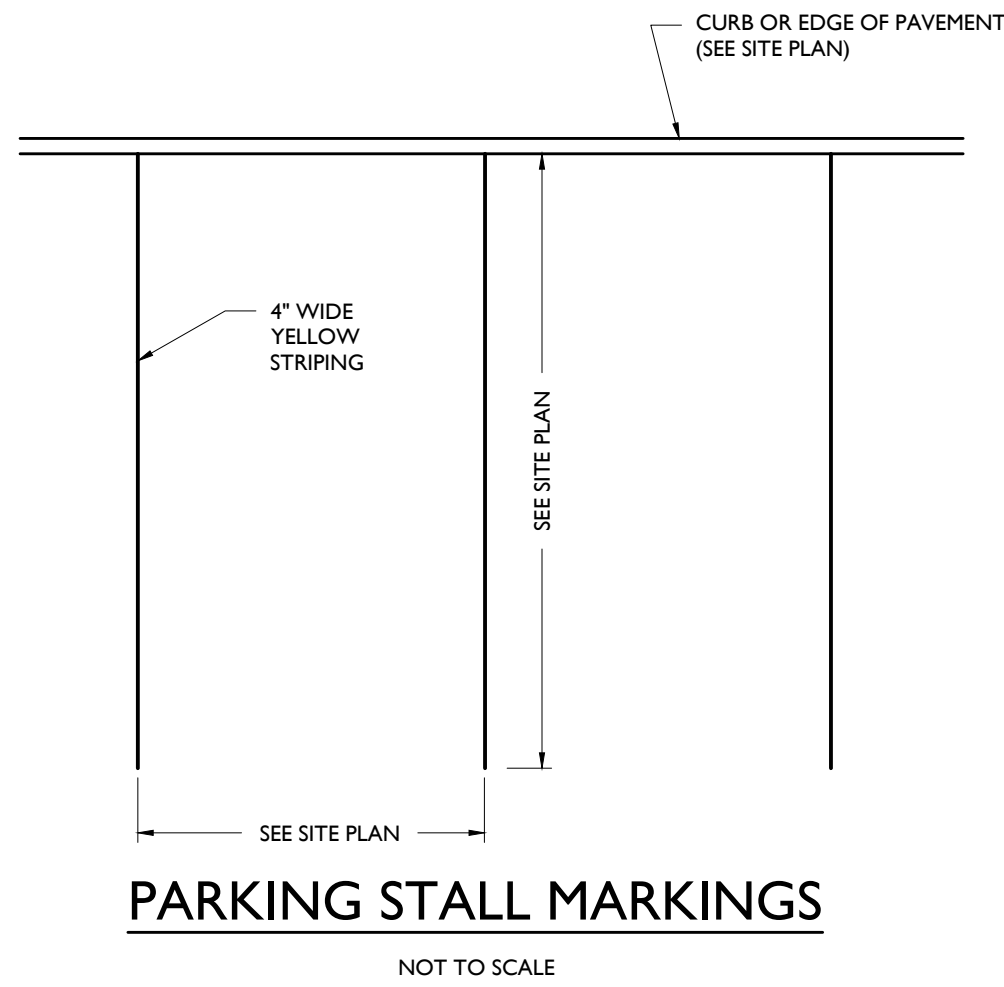 CURB OR EDGE OF PAVEMENT
(SEE SITE PLAN)
4" WIDE
YELLOW
STRIPING
SEE SITE PLAN
SEE SITE PLAN
PARKING STALL MARKINGS
NOT TO SCALE